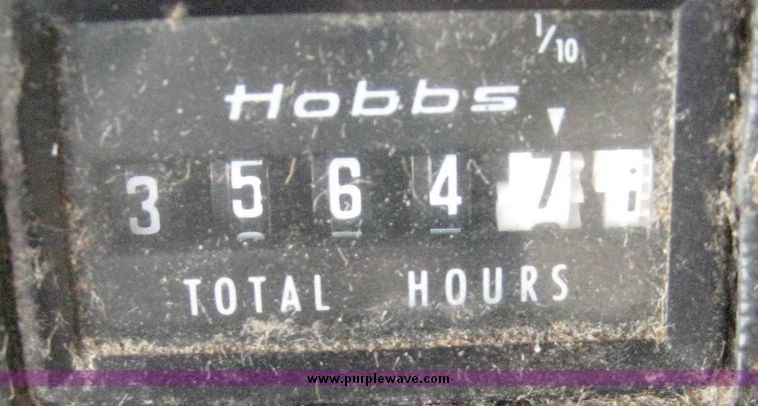 1/10
Hobbs
3 5 6 4 7
TOTAL HOURS
www.purplewave.com